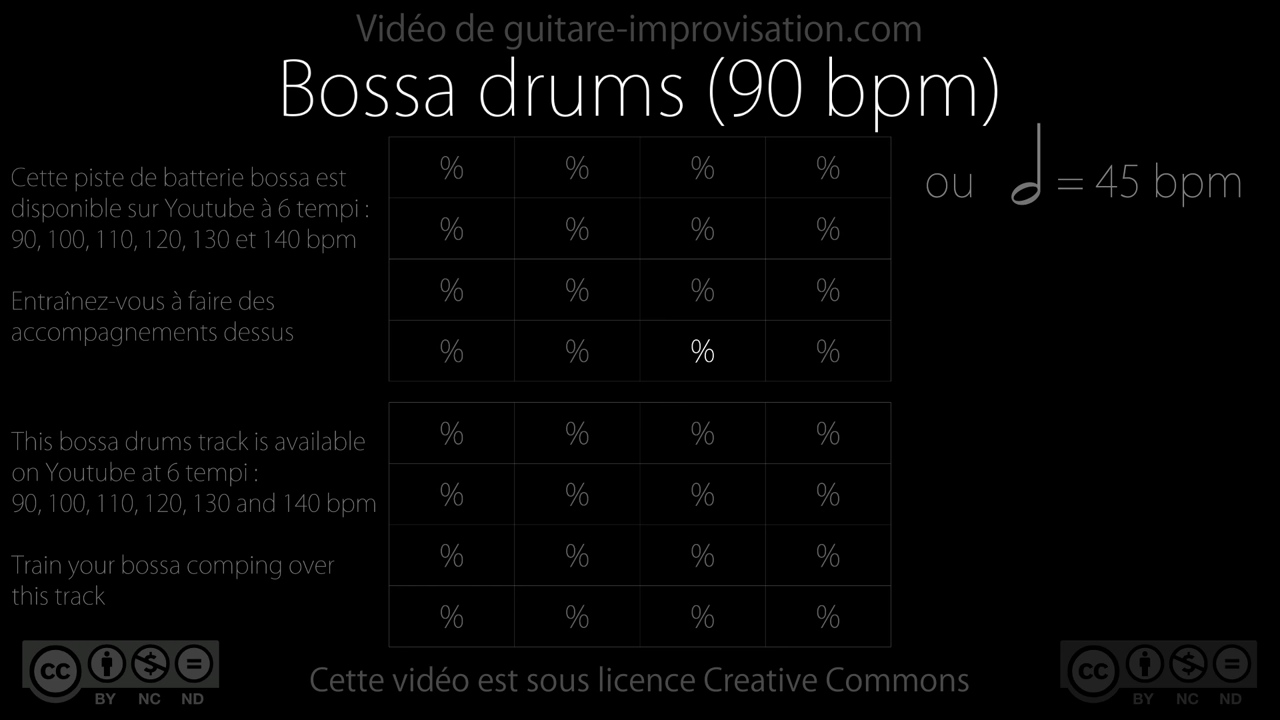 Vidéo de guitare-improvisation.com
Bossa drums (90 bpm)
Cette piste de batterie bossa est
disponible sur Youtube à 6 tempi :
90, 100, 110, 120, 130 et 140 bpm
Entraînez-vous à faire des
accompagnements dessus
% % % %
% % % %
% % % %
% % % %
ou = 45 bpm
This bossa drums track is available
on Youtube at 6 tempi :
90, 100, 110, 120, 130 and 140 bpm
Train your bossa comping over
this track
% % % %
% % % %
% % % %
% % % %
cc
BY NC ND
Cette vidéo est sous licence Creative Commons
cc
BY NC ND